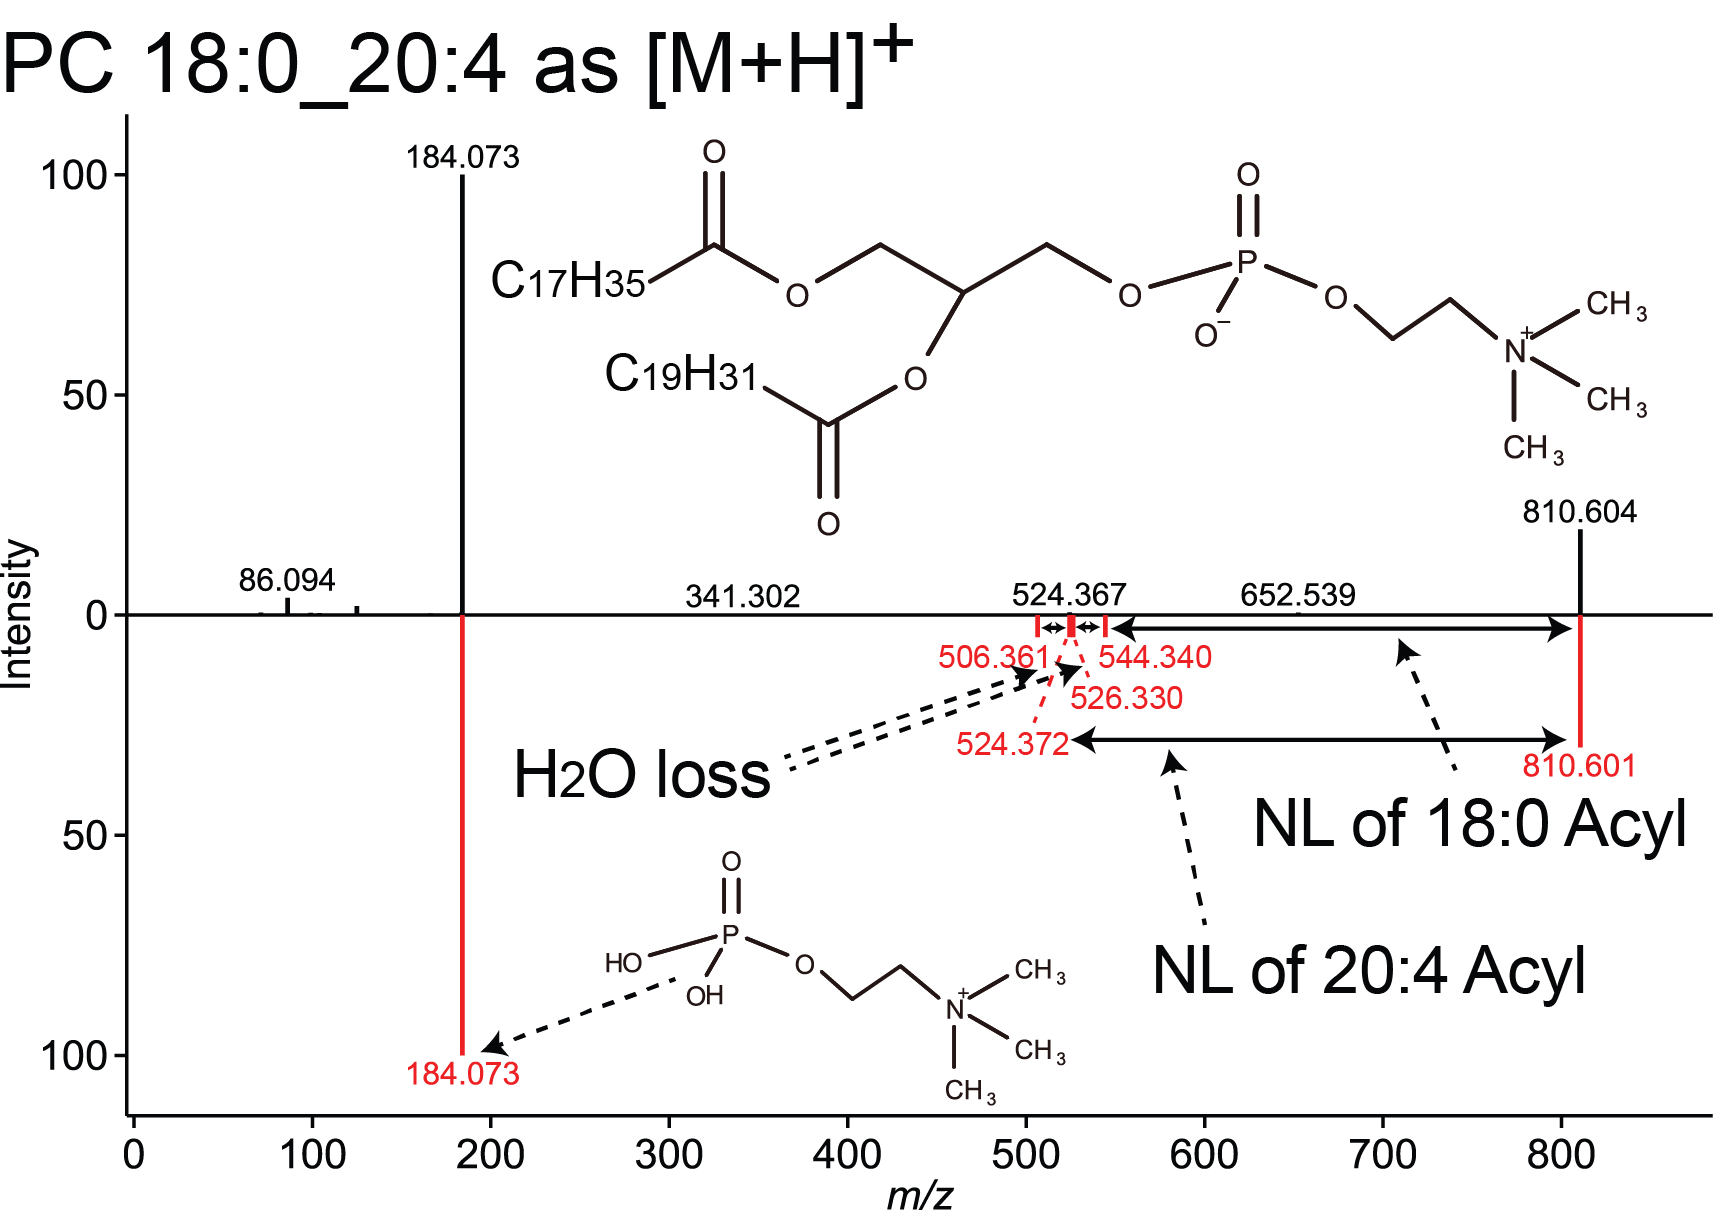 PC 18:0_20:4 as [M+H]+
184.073
100
O
O
C17H35
O
O
P
O
O−
N+
CH3
CH3
CH3
C19H31
O
O
50
810.604
86.094
341.302
524.367
652.539
0
Intensity
506.361
544.340
526.330
524.372
810.601
H2O loss
NL of 18:0 Acyl
50
O
P
HO
OH
O
N+
CH3
CH3
CH3
NL of 20:4 Acyl
100
184.073
0 100 200 300 400 500 600 700 800
m/z